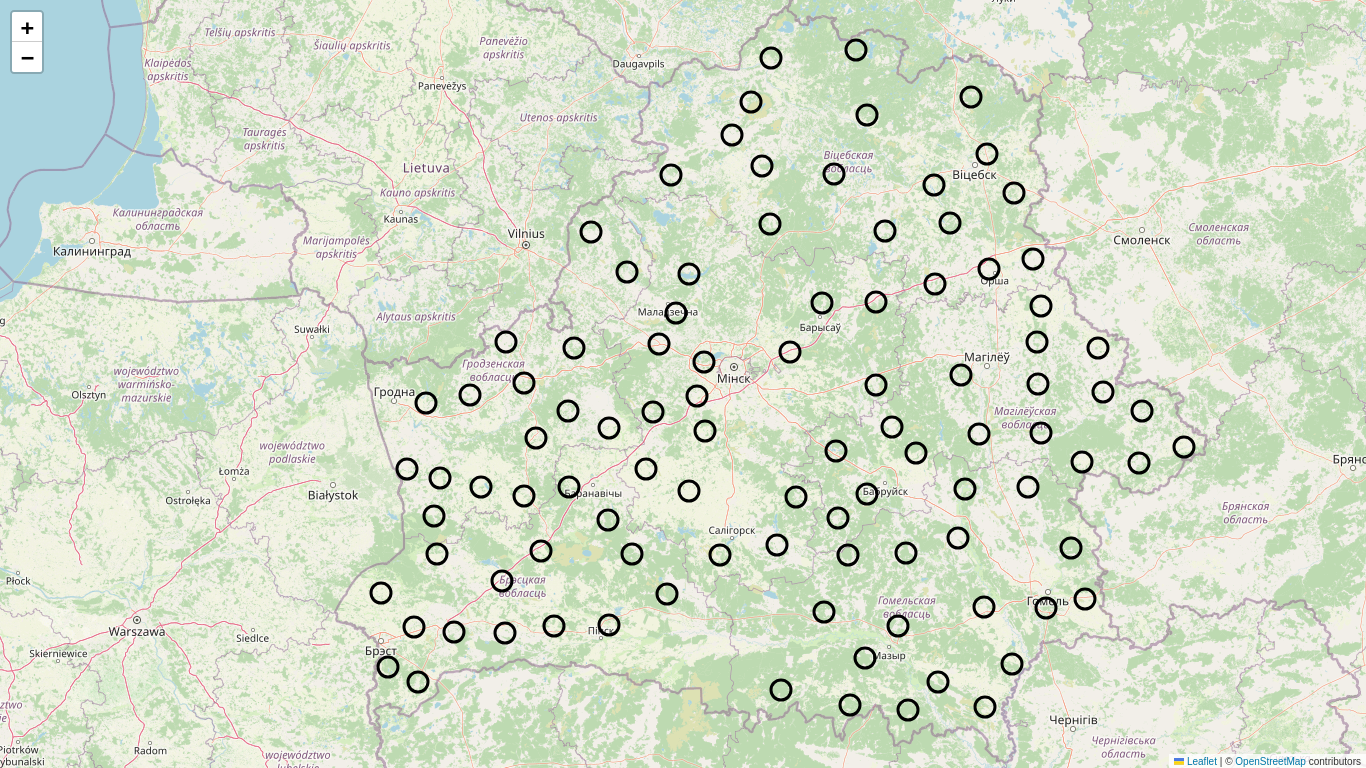 +
−
Telšių apskritis
Šiaulių apskritis
Panevėžio
apskritis
Klaipėdos
apskritis
Panevėžys
Daugavpils
Utenos apskritis
Tauragės
apskritis
Lietuva
Kauno apskritis
Kaunas
Калининградская
область
Калининград
Marijampolės
apskritis
Vilnius
Віцебская
вобласць
Віцебск
Смоленск
Смоленская
область
Орша
Alytaus apskritis
Suwałki
Маладзечна
Барысаў
Гродзенская
вобласць
Гродна
Мінск
Магілёў
Магілёўская
вобласць
województwo
warmińsko-
mazurskie
Olsztyn
województwo
podlaskie
Łomża
Ostrołęka
Białystok
Баранавічы
Бабруйск
Салігорск
Брянская
область
Płock
Брэсцкая
вобласць
Гомельская
вобласць
Гомель
Warszawa
Siedlce
Skierniewice
Пінск
Брэст
Мазыр
Чернігів
Чернігівська
область
Radom
województwo
Piotrków
Leaflet | © OpenStreetMap contributors